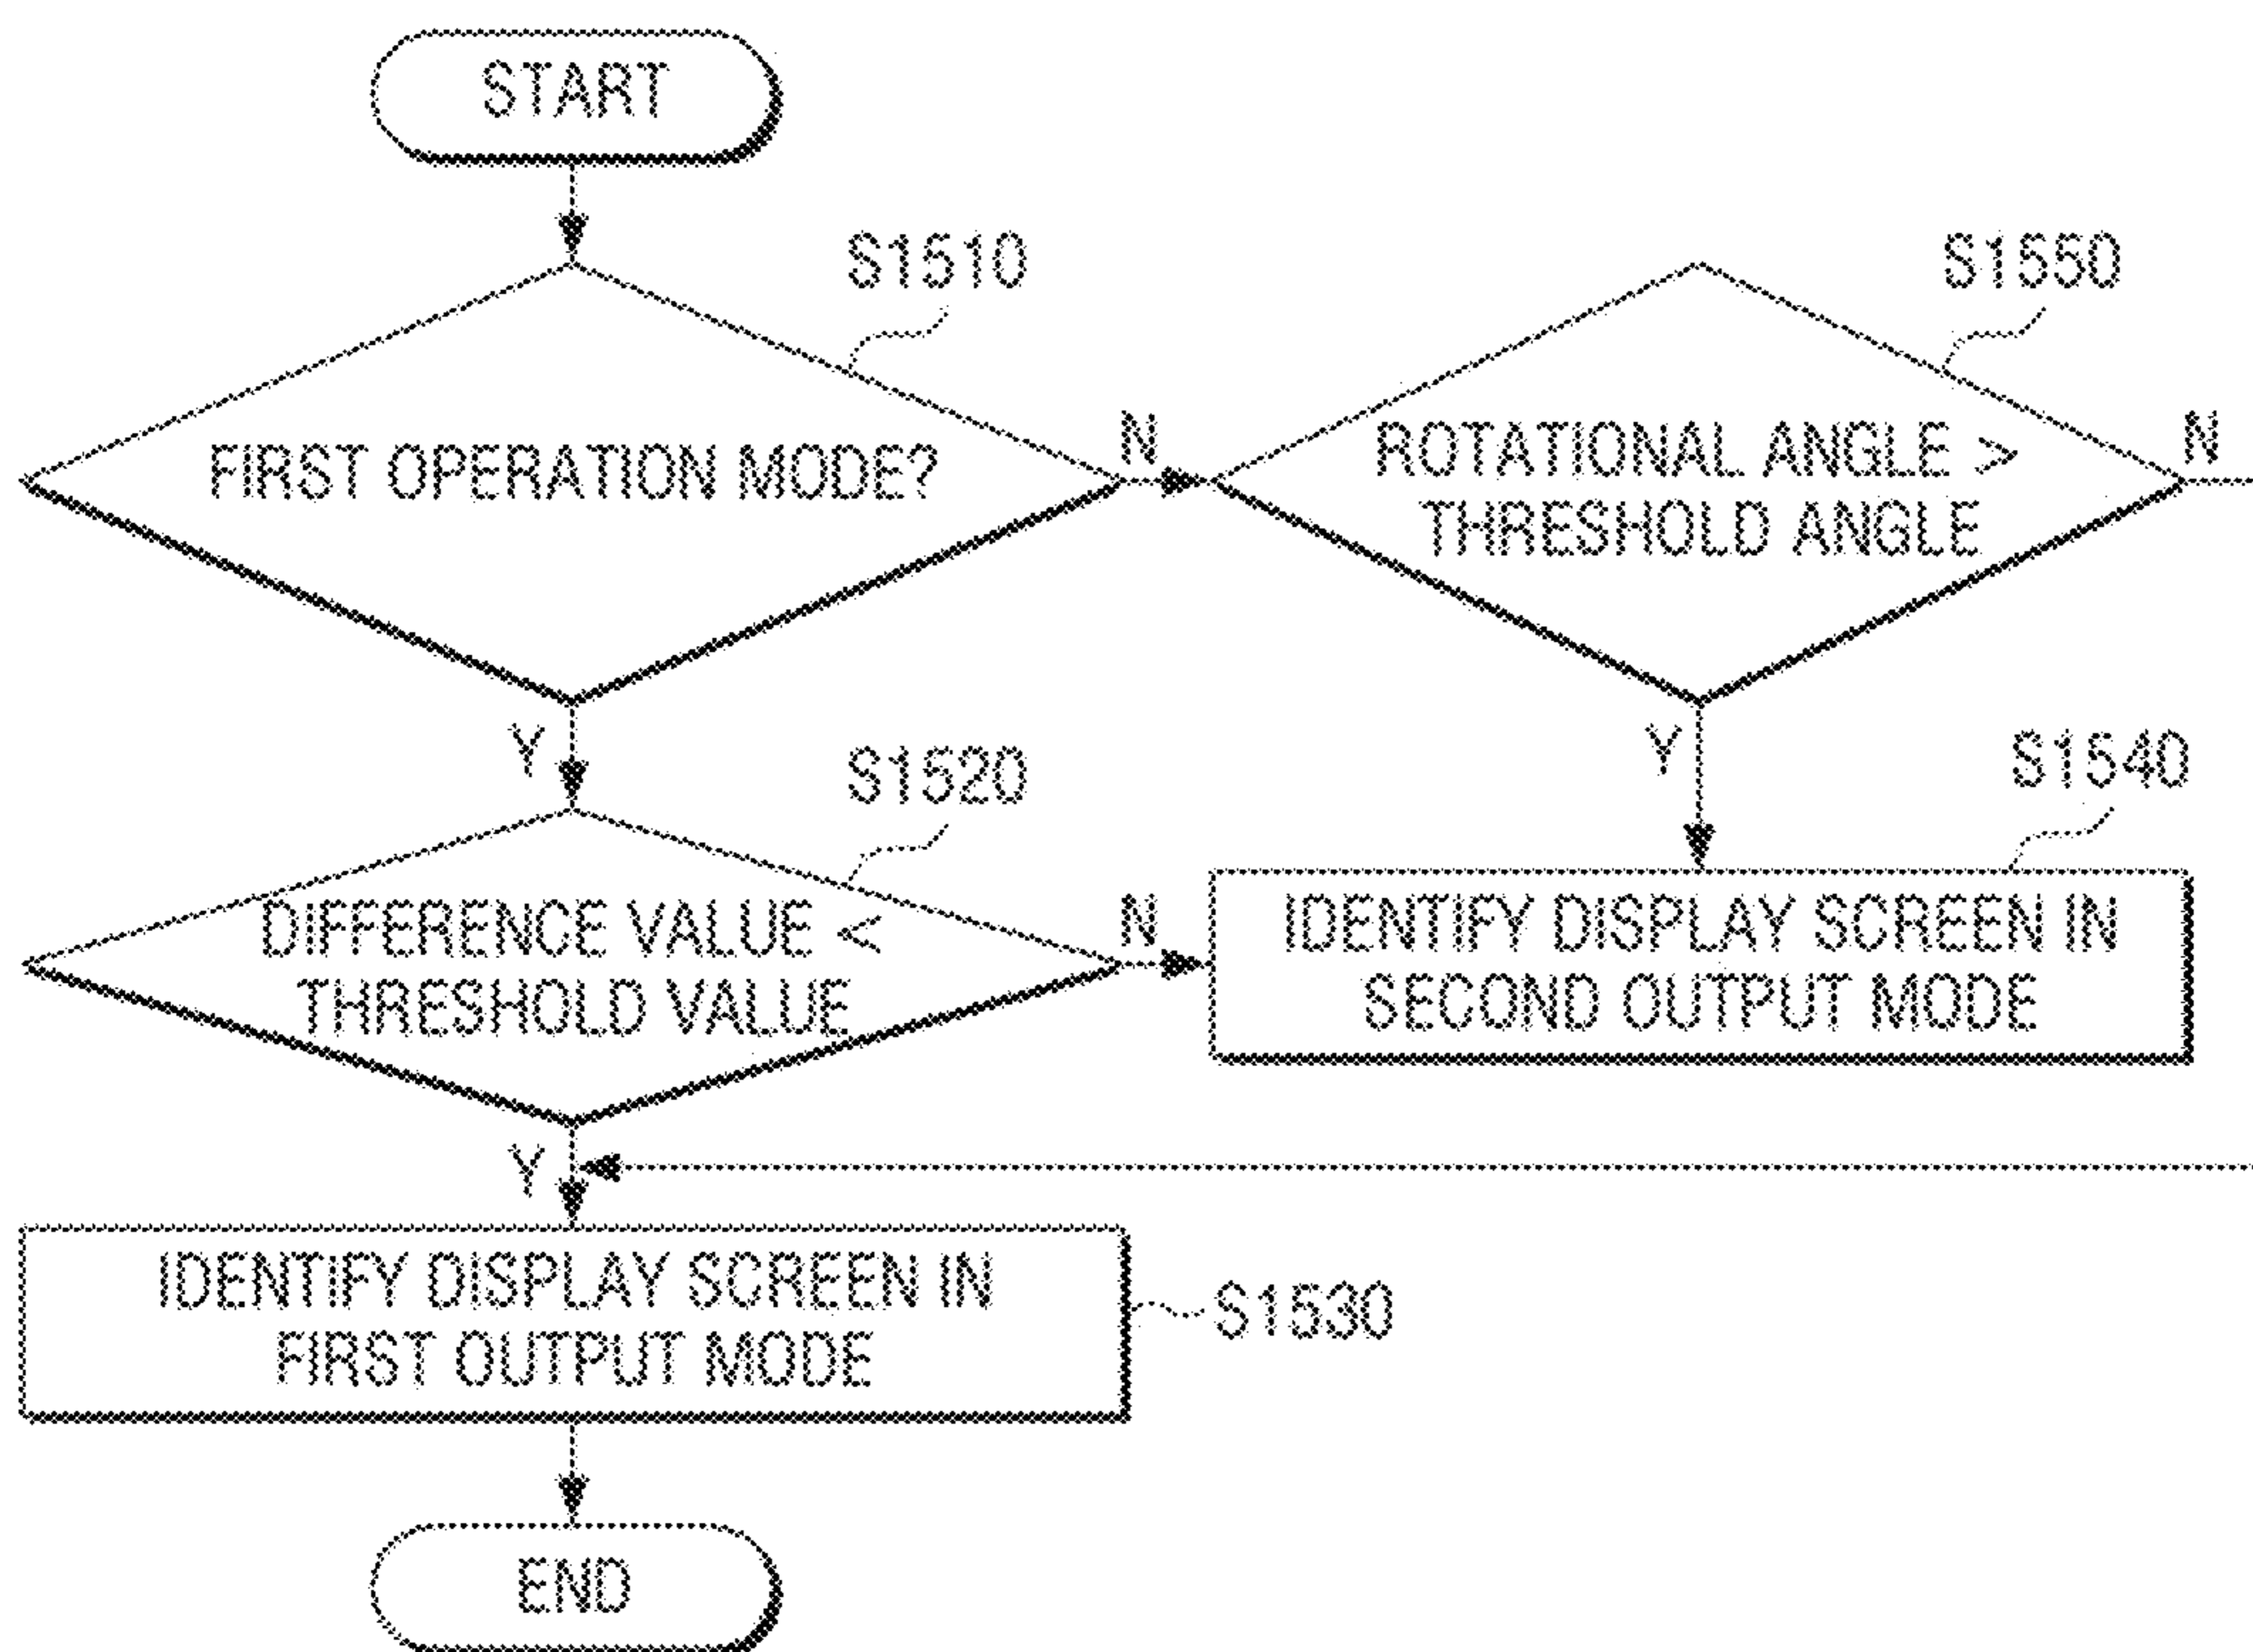 START
S1510
FIRST OPERATION MODE?
N
S1550
ROTATIONAL ANGLE >
THRESHOLD ANGLE
N
Y
Y
S1520
DIFFERENCE VALUE <
THRESHOLD VALUE
N
S1540
IDENTIFY DISPLAY SCREEN IN
SECOND OUTPUT MODE
Y
IDENTIFY DISPLAY SCREEN IN
FIRST OUTPUT MODE
S1530
END